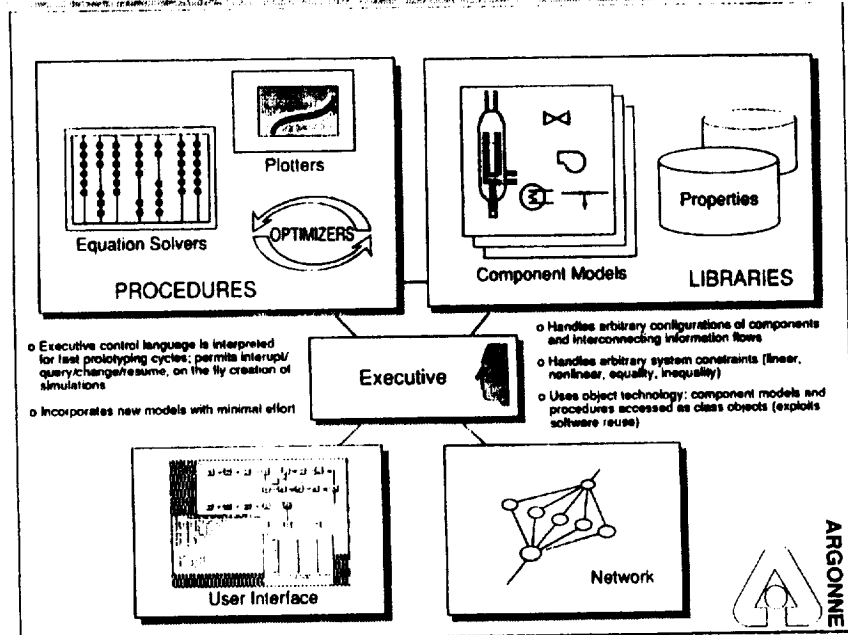 Plotters
Equation Solvers
OPTIMIZERS
PROCEDURES
Component Models
Properties
LIBRARIES
o Executive control language is interpreted
for fast prototyping cycles; permits interupt/
query/change/resume, on the fly creation of
simulations
o Incorporates new models with minimal effort
Executive
o Handles arbitrary configurations of components
and interconnecting information flows
o Handles arbitrary system constraints (linear,
nonlinear, equality, inequality)
o Uses object technology: component models and
procedures accessed as class objects (exploits
software reuse)
User Interface
Network
ARGONNE